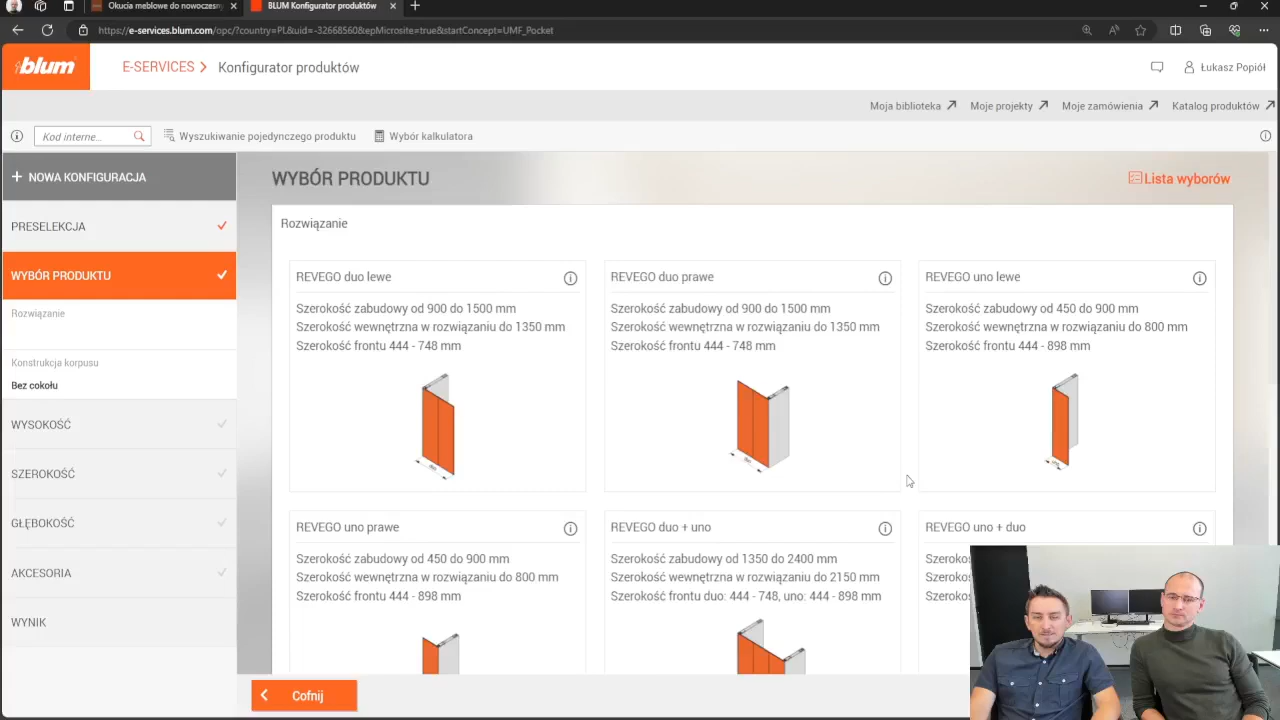 Okucia meblowe do nowoczesn
BLUM Konfigurator produktów
https://e-services.blum.com/opc/?country=PL&uid=-32668560&epMicrosite=true&startConcept=UMF_Pocket
blum
E-SERVICES
Konfigurator produktów
Łukasz Popiół
Moja biblioteka
Moje projekty
Moje zamówienia
Katalog produktów
Kod interne...
Wyszukiwanie pojedynczego produktu
Wybór kalkulatora
+ NOWA KONFIGURACJA
PRESELEKCJA
WYBÓR PRODUKTU
Rozwiązanie
Konstrukcja korpusu
Bez cokołu
WYSOKOŚĆ
SZEROKOŚĆ
GŁĘBOKOŚĆ
AKCESORIA
WYNIK
WYBÓR PRODUKTU
Lista wyborów
Rozwiązanie
REVEGO duo lewe
Szerokość zabudowy od 900 do 1500 mm
Szerokość wewnętrzna w rozwiązaniu do 1350 mm
Szerokość frontu 444 - 748 mm
REVEGO duo prawe
Szerokość zabudowy od 900 do 1500 mm
Szerokość wewnętrzna w rozwiązaniu do 1350 mm
Szerokość frontu 444 - 748 mm
REVEGO uno lewe
Szerokość zabudowy od 450 do 900 mm
Szerokość wewnętrzna w rozwiązaniu do 800 mm
Szerokość frontu 444 - 898 mm
REVEGO uno prawe
Szerokość zabudowy od 450 do 900 mm
Szerokość wewnętrzna w rozwiązaniu do 800 mm
Szerokość frontu 444 - 898 mm
REVEGO duo + uno
Szerokość zabudowy od 1350 do 2400 mm
Szerokość wewnętrzna w rozwiązaniu do 2150 mm
Szerokość frontu duo: 444 - 748, uno: 444 - 898 mm
REVEGO uno + duo
Cofnij